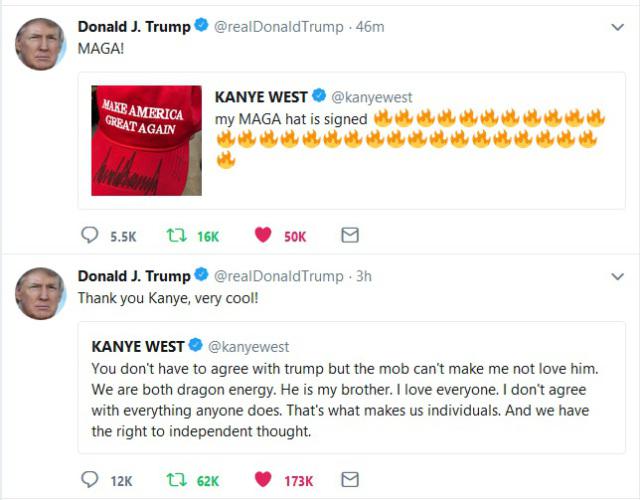 Donald J. Trump @realDonaldTrump · 46m
MAGA!
KANYE WEST @kanyewest
my MAGA hat is signed 🔥🔥🔥🔥🔥🔥🔥🔥🔥🔥🔥
🔥🔥🔥🔥🔥🔥🔥🔥🔥🔥🔥🔥🔥🔥🔥🔥🔥🔥
🔥
MAKE AMERICA
GREAT AGAIN
5.5K 16K 50K
Donald J. Trump @realDonaldTrump · 3h
Thank you Kanye, very cool!
KANYE WEST @kanyewest
You don't have to agree with trump but the mob can't make me not love him.
We are both dragon energy. He is my brother. I love everyone. I don't agree
with everything anyone does. That's what makes us individuals. And we have
the right to independent thought.
12K 62K 173K